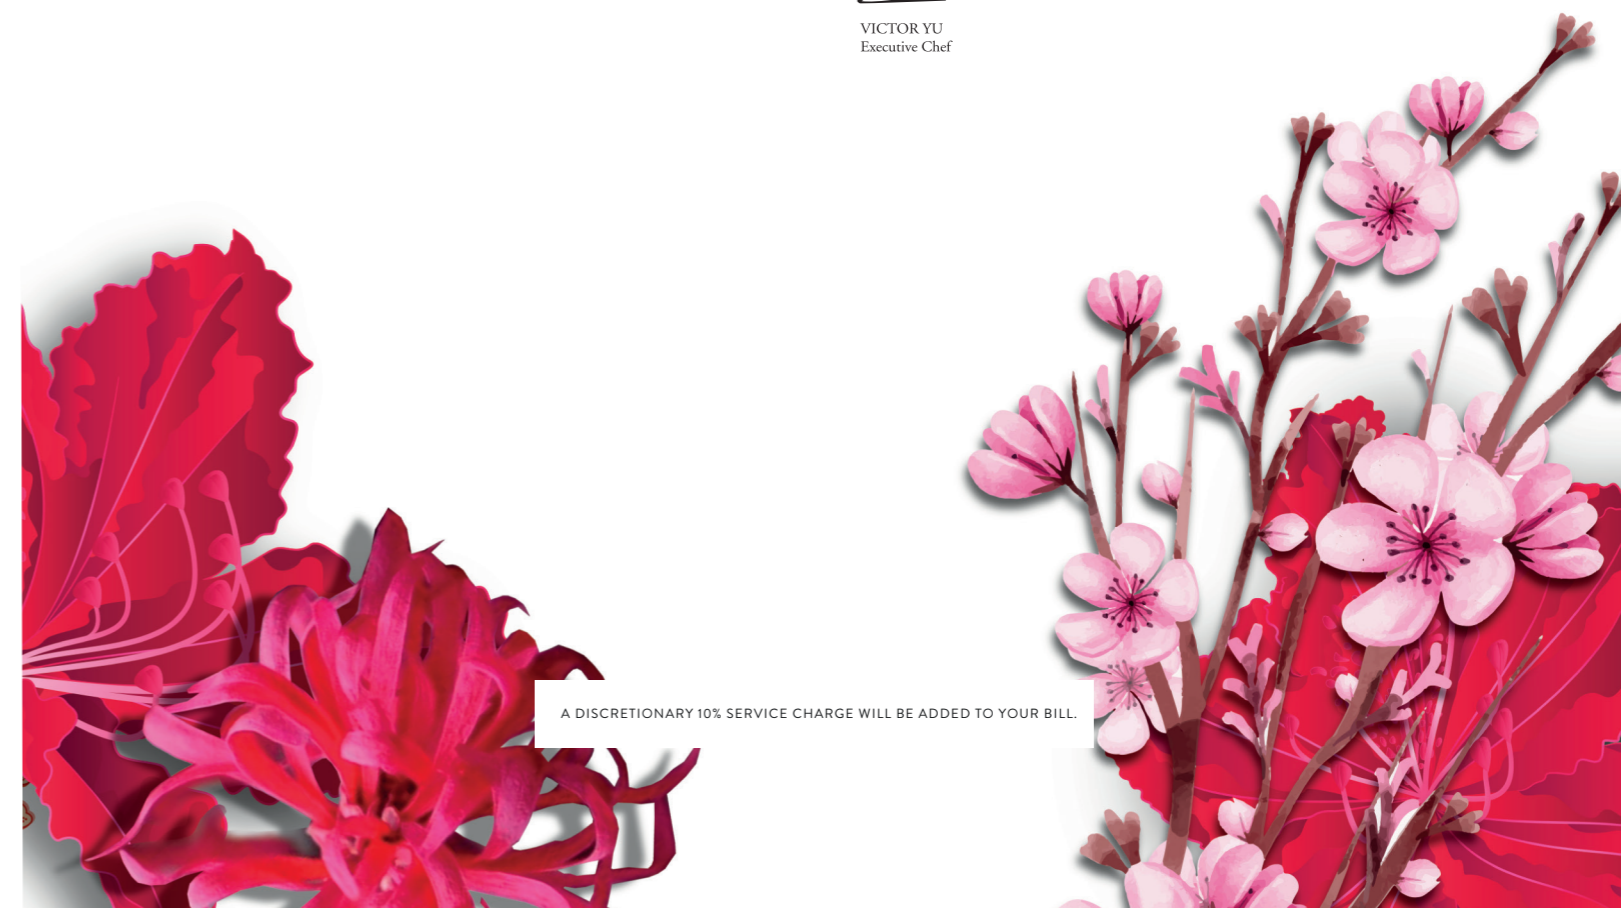 VICTOR YU
Executive Chef
A DISCRETIONARY 10% SERVICE CHARGE WILL BE ADDED TO YOUR BILL.